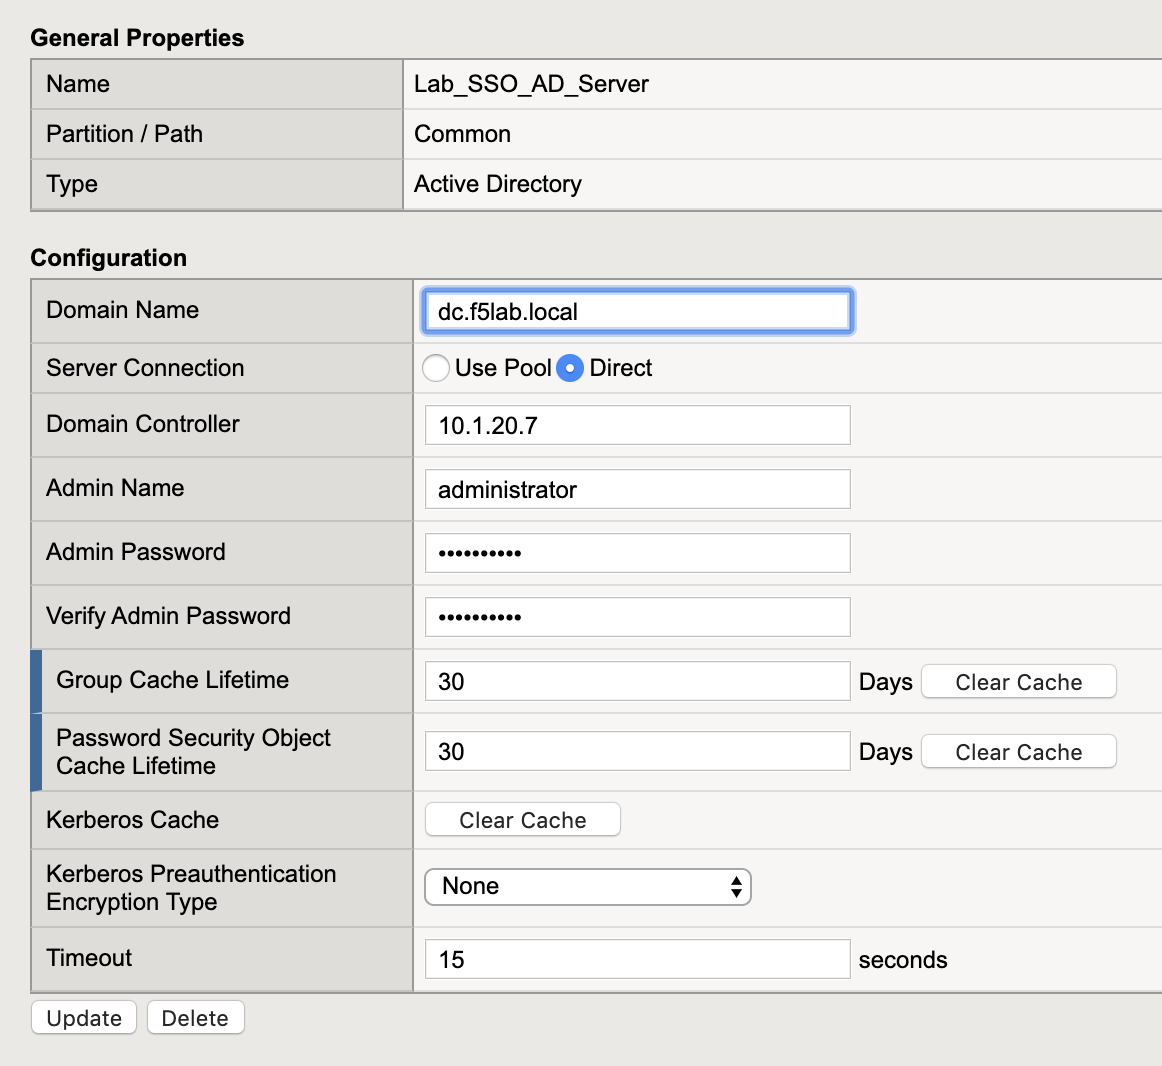 General Properties
Name Lab_SSO_AD_Server
Partition / Path Common
Type Active Directory
Configuration
Domain Name dc.f5lab.local
Server Connection Use Pool Direct
Domain Controller 10.1.20.7
Admin Name administrator
Admin Password ••••••••••
Verify Admin Password ••••••••••
Group Cache Lifetime 30 Days Clear Cache
Password Security Object
Cache Lifetime 30 Days Clear Cache
Kerberos Cache Clear Cache
Kerberos Preauthentication
Encryption Type None
Timeout 15 seconds
Update Delete